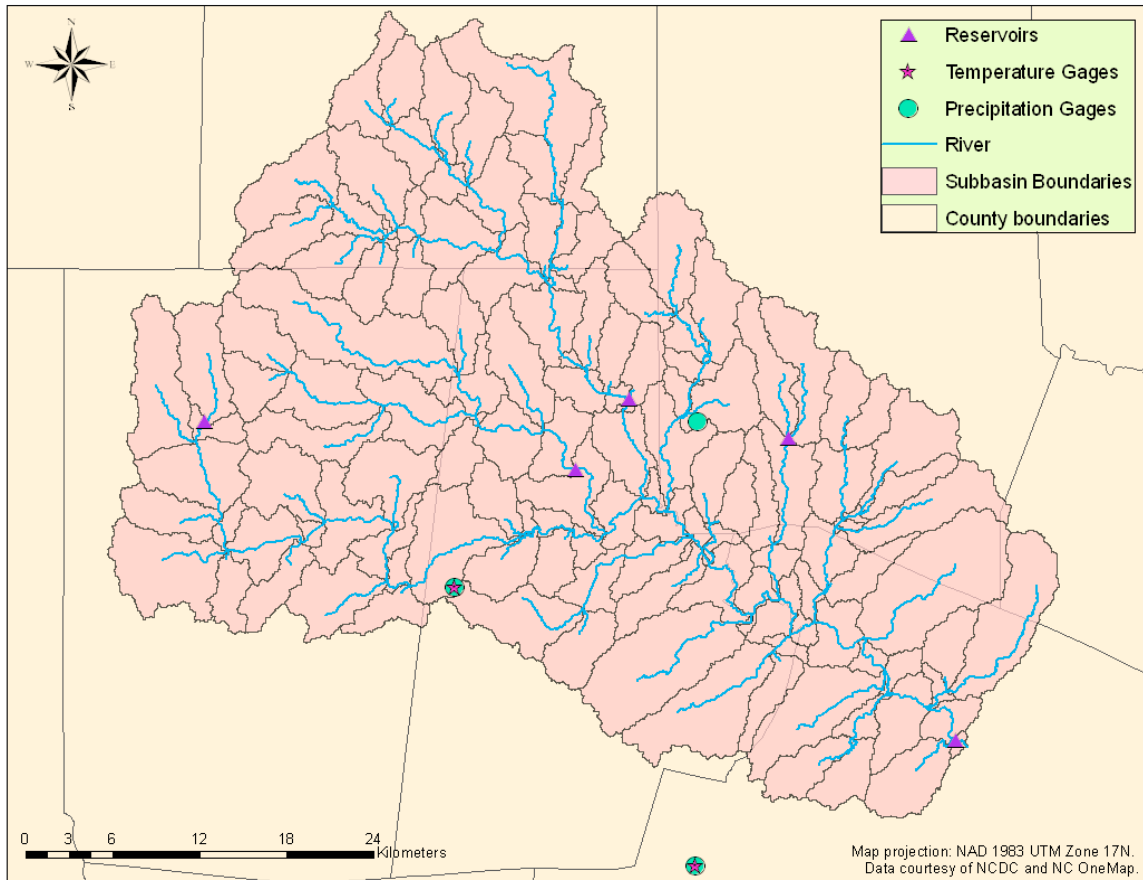 N
W E
S
Reservoirs
Temperature Gages
Precipitation Gages
River
Subbasin Boundaries
County boundaries
0 3 6 12 18 24
Kilometers
Map projection: NAD 1983 UTM Zone 17N.
Data courtesy of NCDC and NC OneMap.